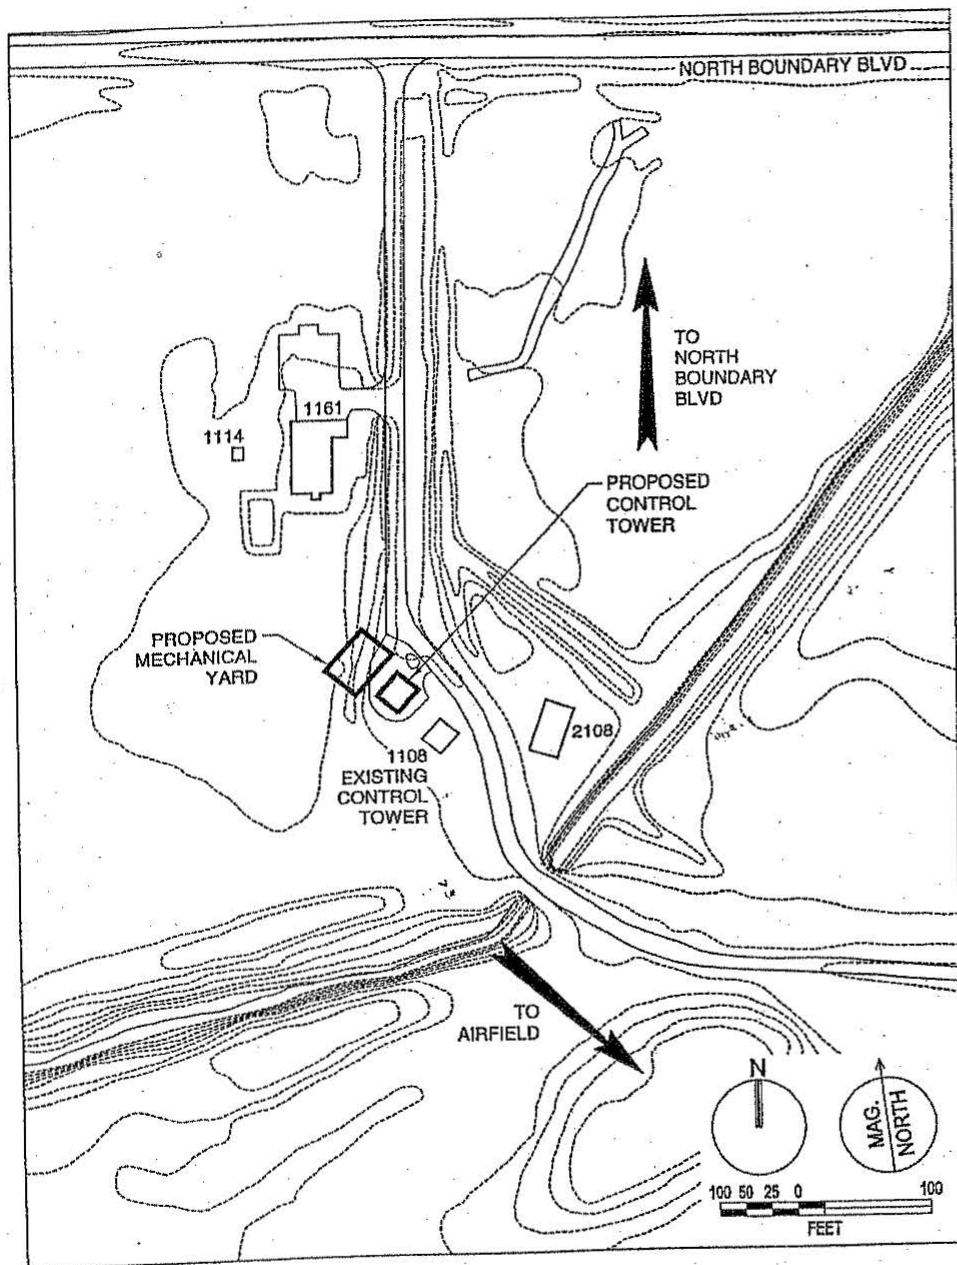 NORTH BOUNDARY BLVD
TO
NORTH
BOUNDARY
BLVD
1161
1114
PROPOSED
CONTROL
TOWER
PROPOSED
MECHANICAL
YARD
2108
1108
EXISTING
CONTROL
TOWER
TO
AIRFIELD
N
MAG.
NORTH
100 50 25 0 100
FEET